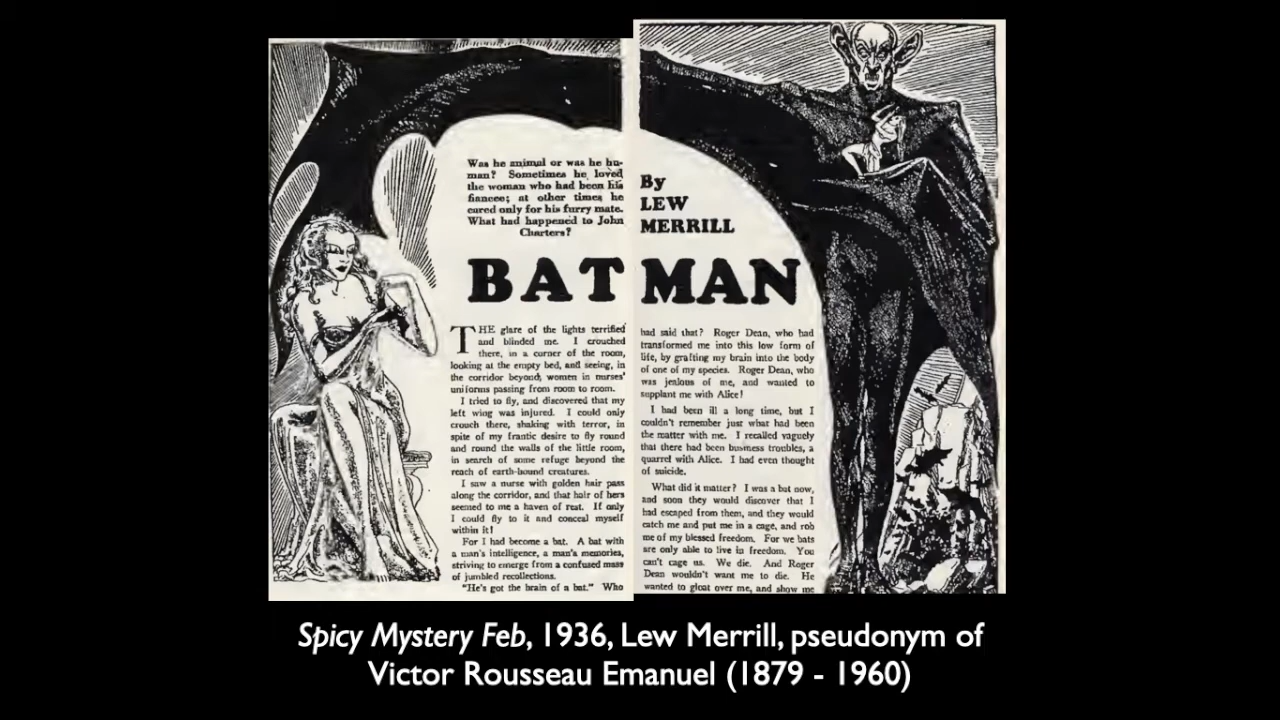 Was he animal or was he hu-
man? Sometimes he loved
the woman who had been his
fiancee; at other times he
cared only for his furry mate.
What had happened to John
Charters?
By
LEW
MERRILL
BATMAN
THE glare of the lights terrified
and blinded me. I crouched
there, in a corner of the room,
looking at the empty bed, and seeing, in
the corridor beyond, women in nurses'
uniforms passing from room to room.
I tried to fly, and discovered that my
left wing was injured. I could only
crouch there, shaking with terror, in
spite of my frantic desire to fly round
and round the walls of the little room,
in search of some refuge beyond the
reach of earth-bound creatures.
I saw a nurse with golden hair pass
along the corridor, and that hair of hers
seemed to me a haven of rest. If only
I could fly to it and conceal myself
within it!
For I had become a bat. A bat with
a man's intelligence, a man's memories,
striving to emerge from a confused mass
of jumbled recollections.
"He's got the brain of a bat." Who
had said that? Roger Dean, who had
transformed me into this low form of
life, by grafting my brain into the body
of one of my species. Roger Dean, who
was jealous of me, and wanted to
supplant me with Alice!
I had been ill a long time, but I
couldn't remember just what had been
the matter with me. I recalled vaguely
that there had been business troubles, a
quarrel with Alice. I had even thought
of suicide.
What did it matter? I was a bat now,
and soon they would discover that I
had escaped from them, and they would
catch me and put me in a cage, and rob
me of my blessed freedom. For we bats
are only able to live in freedom. You
can't cage us. We die. And Roger
Dean wouldn't want me to die. He
wanted to gloat over me, and show me
Spicy Mystery Feb, 1936, Lew Merrill, pseudonym of
Victor Rousseau Emanuel (1879 - 1960)